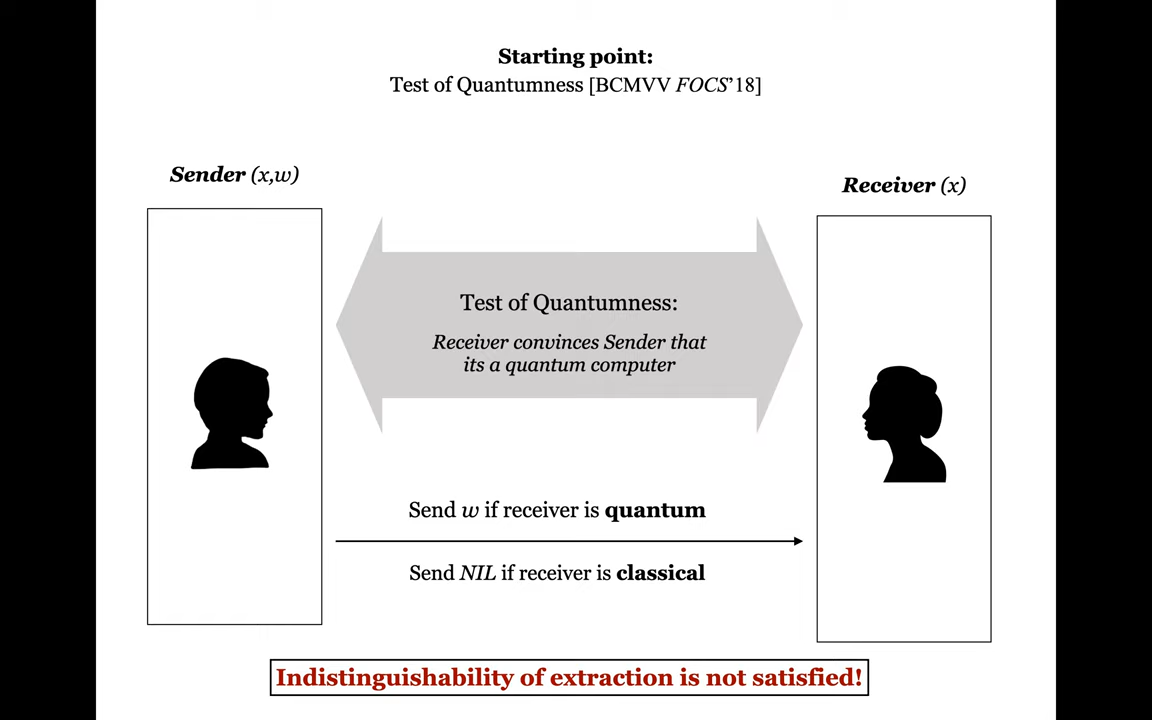 Starting point:
Test of Quantumness [BCMVV FOCS’18]
Sender (x,w)
Receiver (x)
Test of Quantumness:
Receiver convinces Sender that
its a quantum computer
Send w if receiver is quantum
Send NIL if receiver is classical
Indistinguishability of extraction is not satisfied!